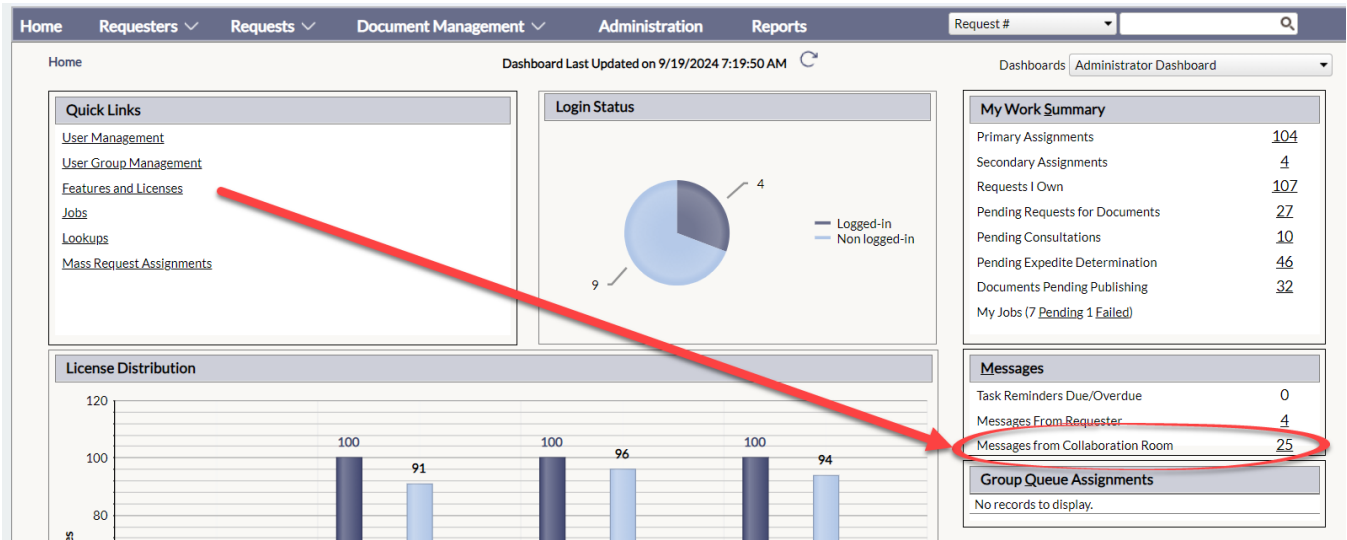 Home Requesters Requests Document Management Administration Reports Request #
Home Dashboard Last Updated on 9/19/2024 7:19:50 AM Dashboards Administrator Dashboard
Quick Links
User Management
User Group Management
Features and Licenses
Jobs
Lookups
Mass Request Assignments
Login Status
4
9
Logged-in
Non logged-in
My Work Summary
Primary Assignments 104
Secondary Assignments 4
Requests I Own 107
Pending Requests for Documents 27
Pending Consultations 10
Pending Expedite Determination 46
Documents Pending Publishing 32
My Jobs (7 Pending 1 Failed)
License Distribution
120
100
80
100 91
100 96
100 94
Messages
Task Reminders Due/Overdue 0
Messages From Requester 4
Messages from Collaboration Room 25
Group Queue Assignments
No records to display.